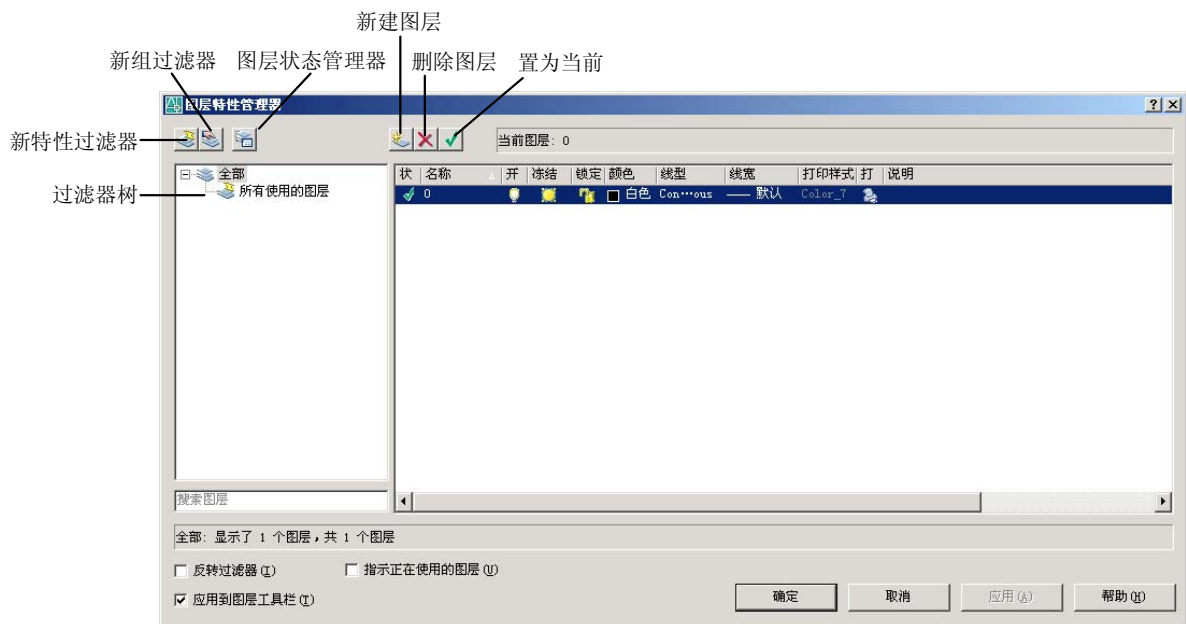 新建图层
新组过滤器 图层状态管理器 删除图层 置为当前
图层特性管理器
新特性过滤器
当前图层: 0
过滤器树
全部
所有使用的图层
状 名称 开 冻结 锁定 颜色 线型 线宽 打印样式 打 说明
0 白色 Con···ous 默认 Color_7
搜索图层
全部: 显示了 1 个图层,共 1 个图层
反转过滤器(I) 指示正在使用的图层(U)
应用到图层工具栏(T)
确定 取消 应用(A) 帮助(H)